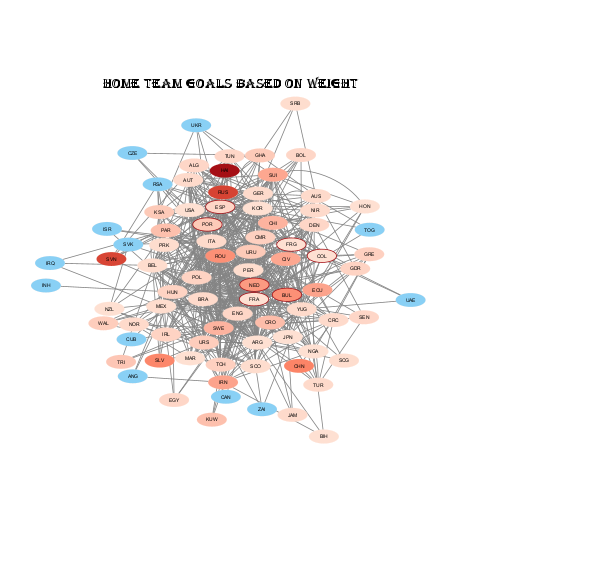 HOME TEAM GOALS BASED ON WEIGHT
SRB
UKR
CZE
TUN
GHA
BOL
ALG
SUI
RSA
AUT
RUS
GER
AUS
ESP
KOR
HON
KSA
USA
NIR
POR
CHI
DEN
ISR
PAR
TOG
CMR
ITA
SVK
PRK
FRG
URU
GRE
SVN
ROU
CIV
COL
IRQ
BEL
PER
GDR
POL
INH
NED
HUN
ECU
BUL
BRA
FRA
UAE
MEX
NZL
YUG
ENG
SEN
WAL
NOR
CRO
CRC
SWE
IRL
CUB
JPN
URS
ARG
NGA
MAR
TRI
SLV
SCG
TCH
SCO
CHN
ANG
IRN
TUR
CAN
EGY
ZAI
JAM
KUW
BIH